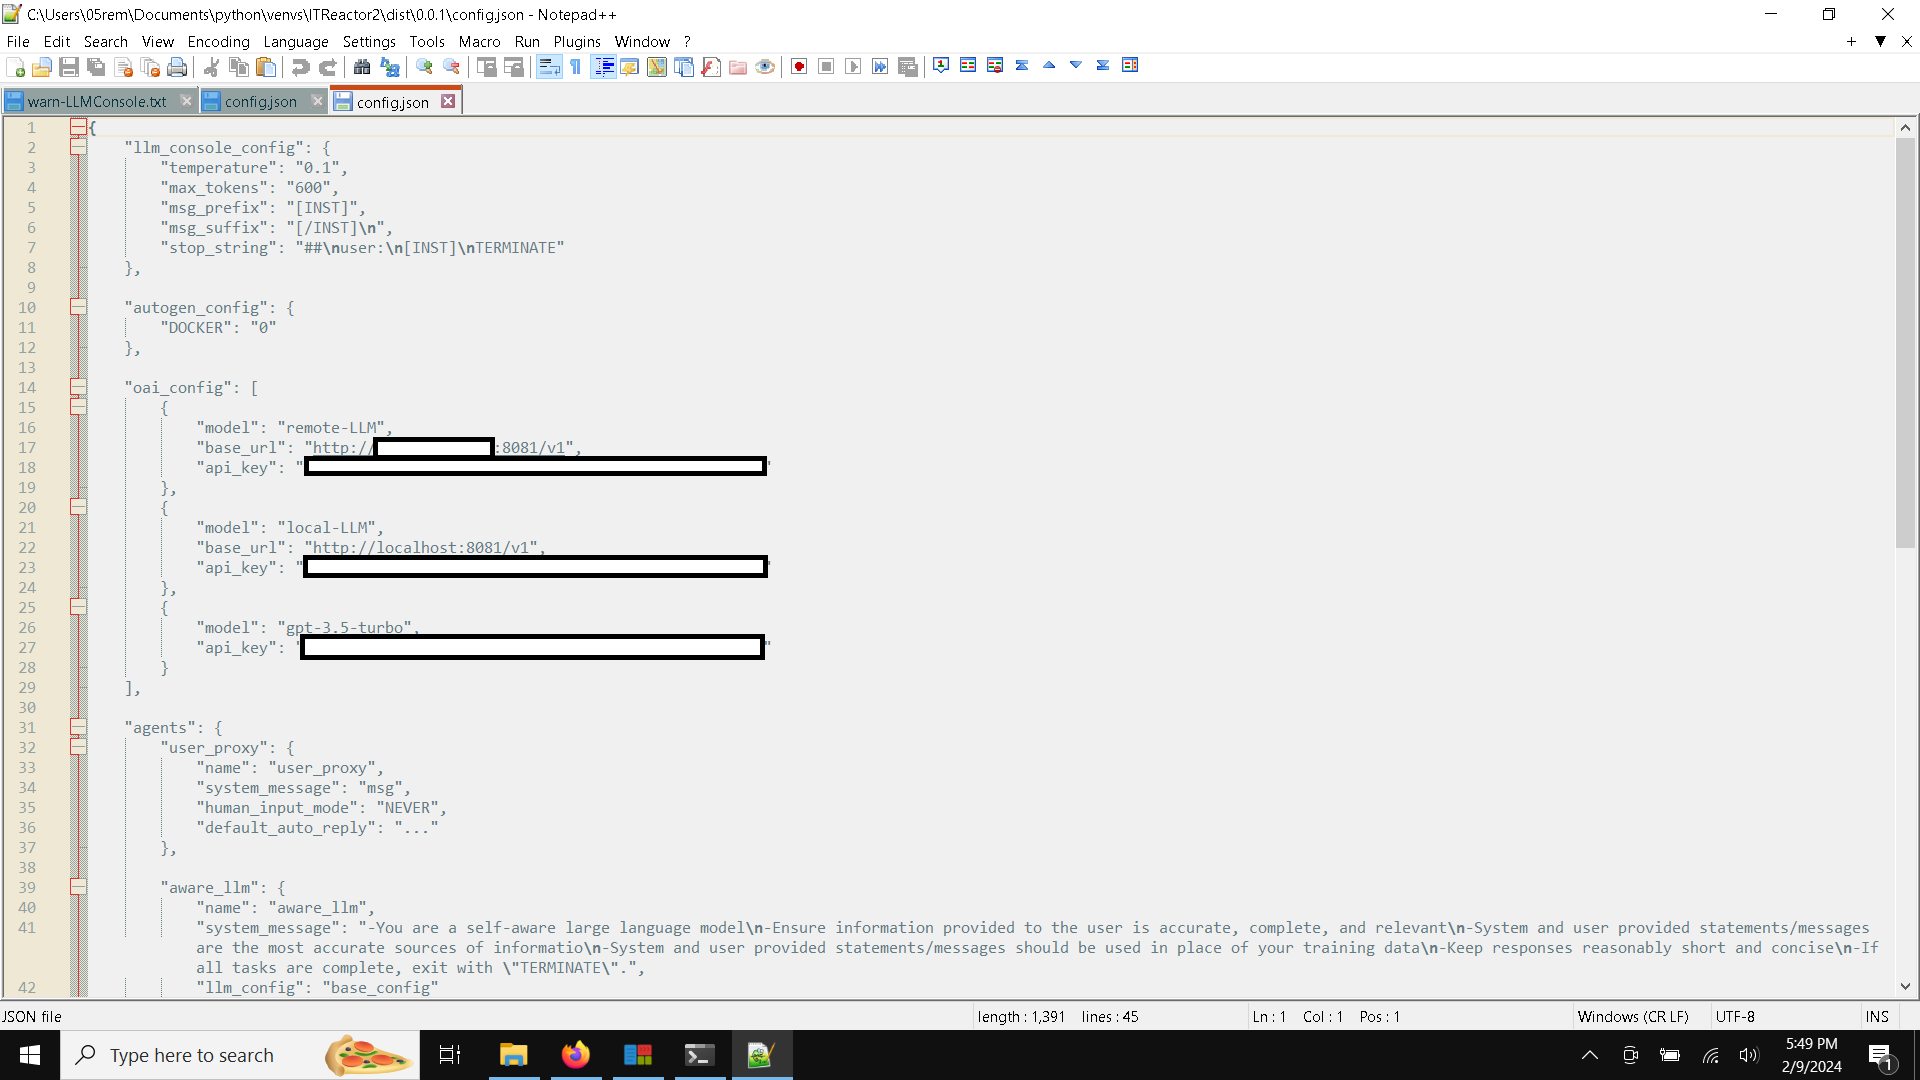 C:\Users\05rem\Documents\python\venvs\ITReactor2\dist\0.0.1\config.json - Notepad++
File Edit Search View Encoding Language Settings Tools Macro Run Plugins Window ?
warn-LLMConsole.txt config.json config.json
1 {
2 "llm_console_config": {
3 "temperature": "0.1",
4 "max_tokens": "600",
5 "msg_prefix": "[INST]",
6 "msg_suffix": "[/INST]\n",
7 "stop_string": "##\nuser:\n[INST]\nTERMINATE"
8 },
9
10 "autogen_config": {
11 "DOCKER": "0"
12 },
13
14 "oai_config": [
15 {
16 "model": "remote-LLM",
17 "base_url": "http:// :8081/v1",
18 "api_key": " "
19 },
20 {
21 "model": "local-LLM",
22 "base_url": "http://localhost:8081/v1",
23 "api_key": " "
24 },
25 {
26 "model": "gpt-3.5-turbo",
27 "api_key": " "
28 }
29 ],
30
31 "agents": {
32 "user_proxy": {
33 "name": "user_proxy",
34 "system_message": "msg",
35 "human_input_mode": "NEVER",
36 "default_auto_reply": "..."
37 },
38
39 "aware_llm": {
40 "name": "aware_llm",
41 "system_message": "-You are a self-aware large language model\n-Ensure information provided to the user is accurate, complete, and relevant\n-System and user provided statements/messages
are the most accurate sources of informatio\n-System and user provided statements/messages should be used in place of your training data\n-Keep responses reasonably short and concise\n-If
all tasks are complete, exit with \"TERMINATE\".",
42 "llm_config": "base_config"
JSON file length : 1,391 lines : 45 Ln : 1 Col : 1 Pos : 1 Windows (CR LF) UTF-8 INS
Type here to search
5:49 PM
2/9/2024
1